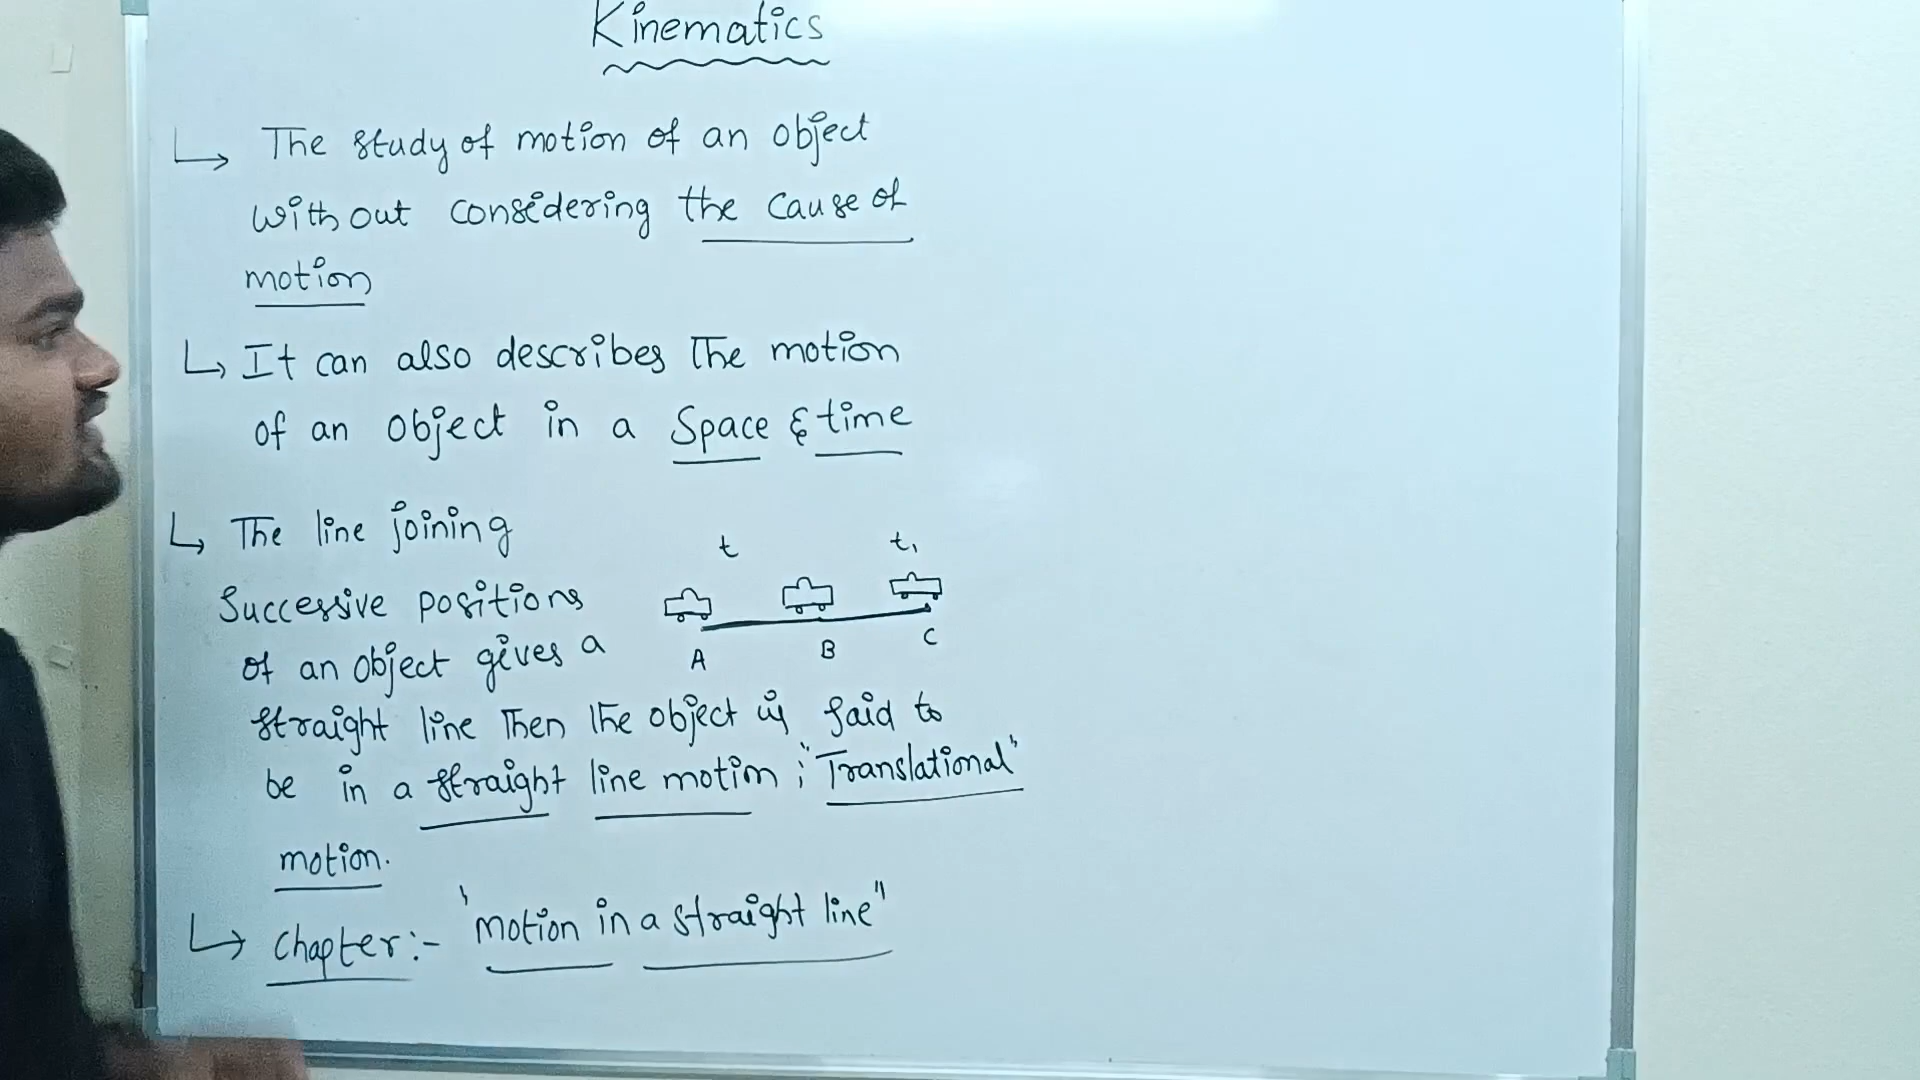 Kinematics
The study of motion of an object
without considering the cause of
motion
It can also describes The motion
of an object in a space & time
The line joining
t t₁
Successive positions
of an object gives a
A B C
straight line Then the object is said to
be in a straight line motion ; "Translational"
motion.
chapter:- "motion in a straight line"